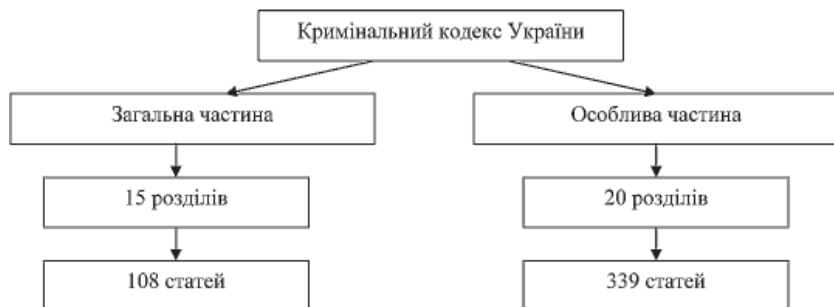 Кримінальний кодекс України
Загальна частина
Особлива частина
15 розділів
20 розділів
108 статей
339 статей